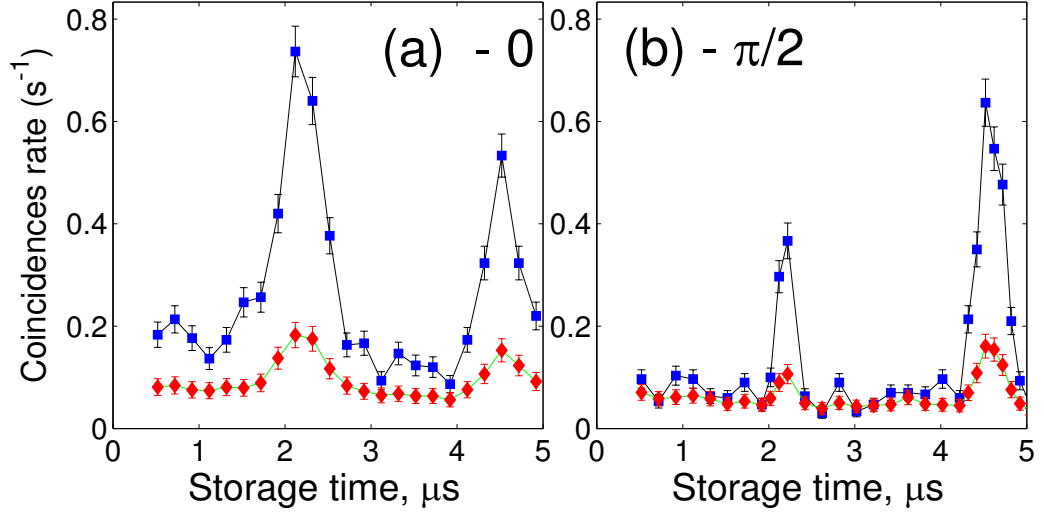 (a) - 0
(b) - π/2
Coincidences rate (s⁻¹)
0.8
0.6
0.4
0.2
0
0.8
0.6
0.4
0.2
0
0 1 2 3 4 5
0 1 2 3 4 5
Storage time, μs
Storage time, μs